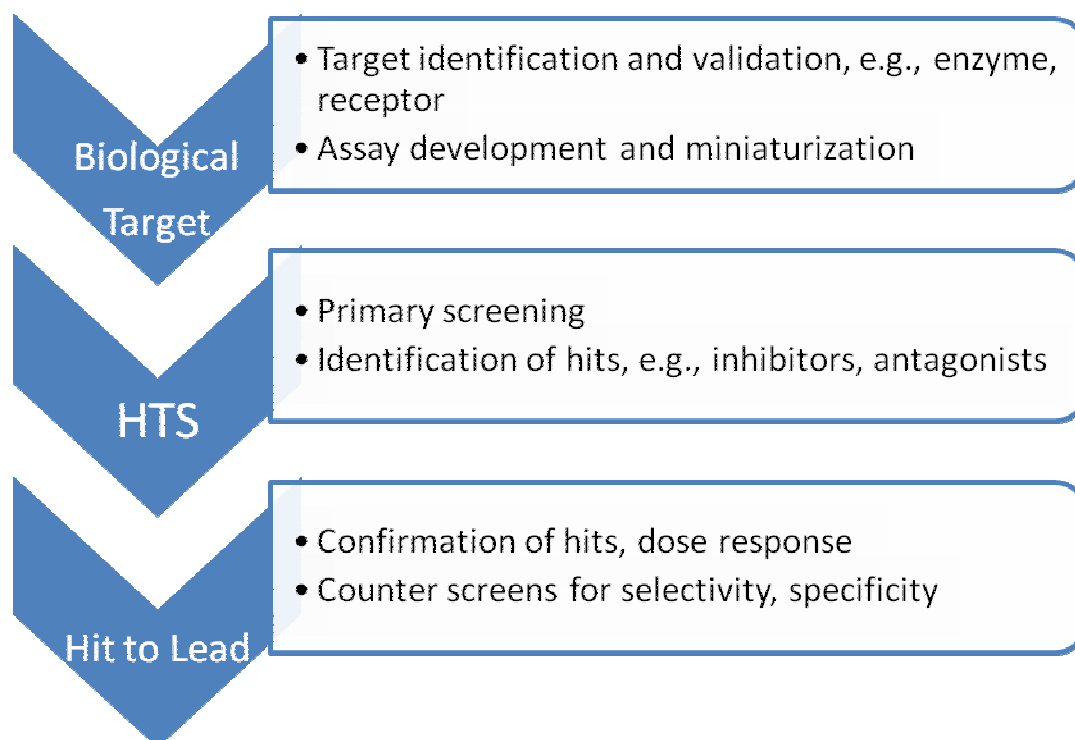 Biological
Target
• Target identification and validation, e.g., enzyme,
receptor
• Assay development and miniaturization
HTS
• Primary screening
• Identification of hits, e.g., inhibitors, antagonists
Hit to Lead
• Confirmation of hits, dose response
• Counter screens for selectivity, specificity